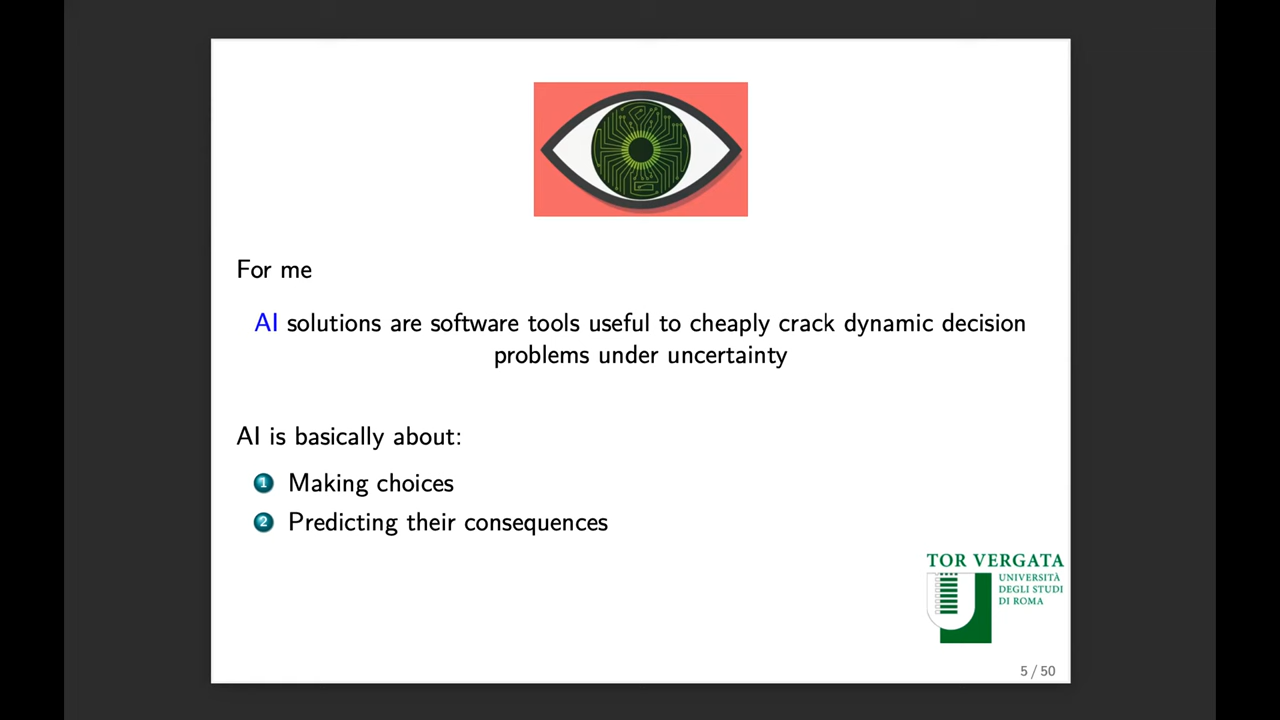 For me
AI solutions are software tools useful to cheaply crack dynamic decision
problems under uncertainty
AI is basically about:
1 Making choices
2 Predicting their consequences
TOR VERGATA
UNIVERSITÀ
DEGLI STUDI
DI ROMA
5 / 50